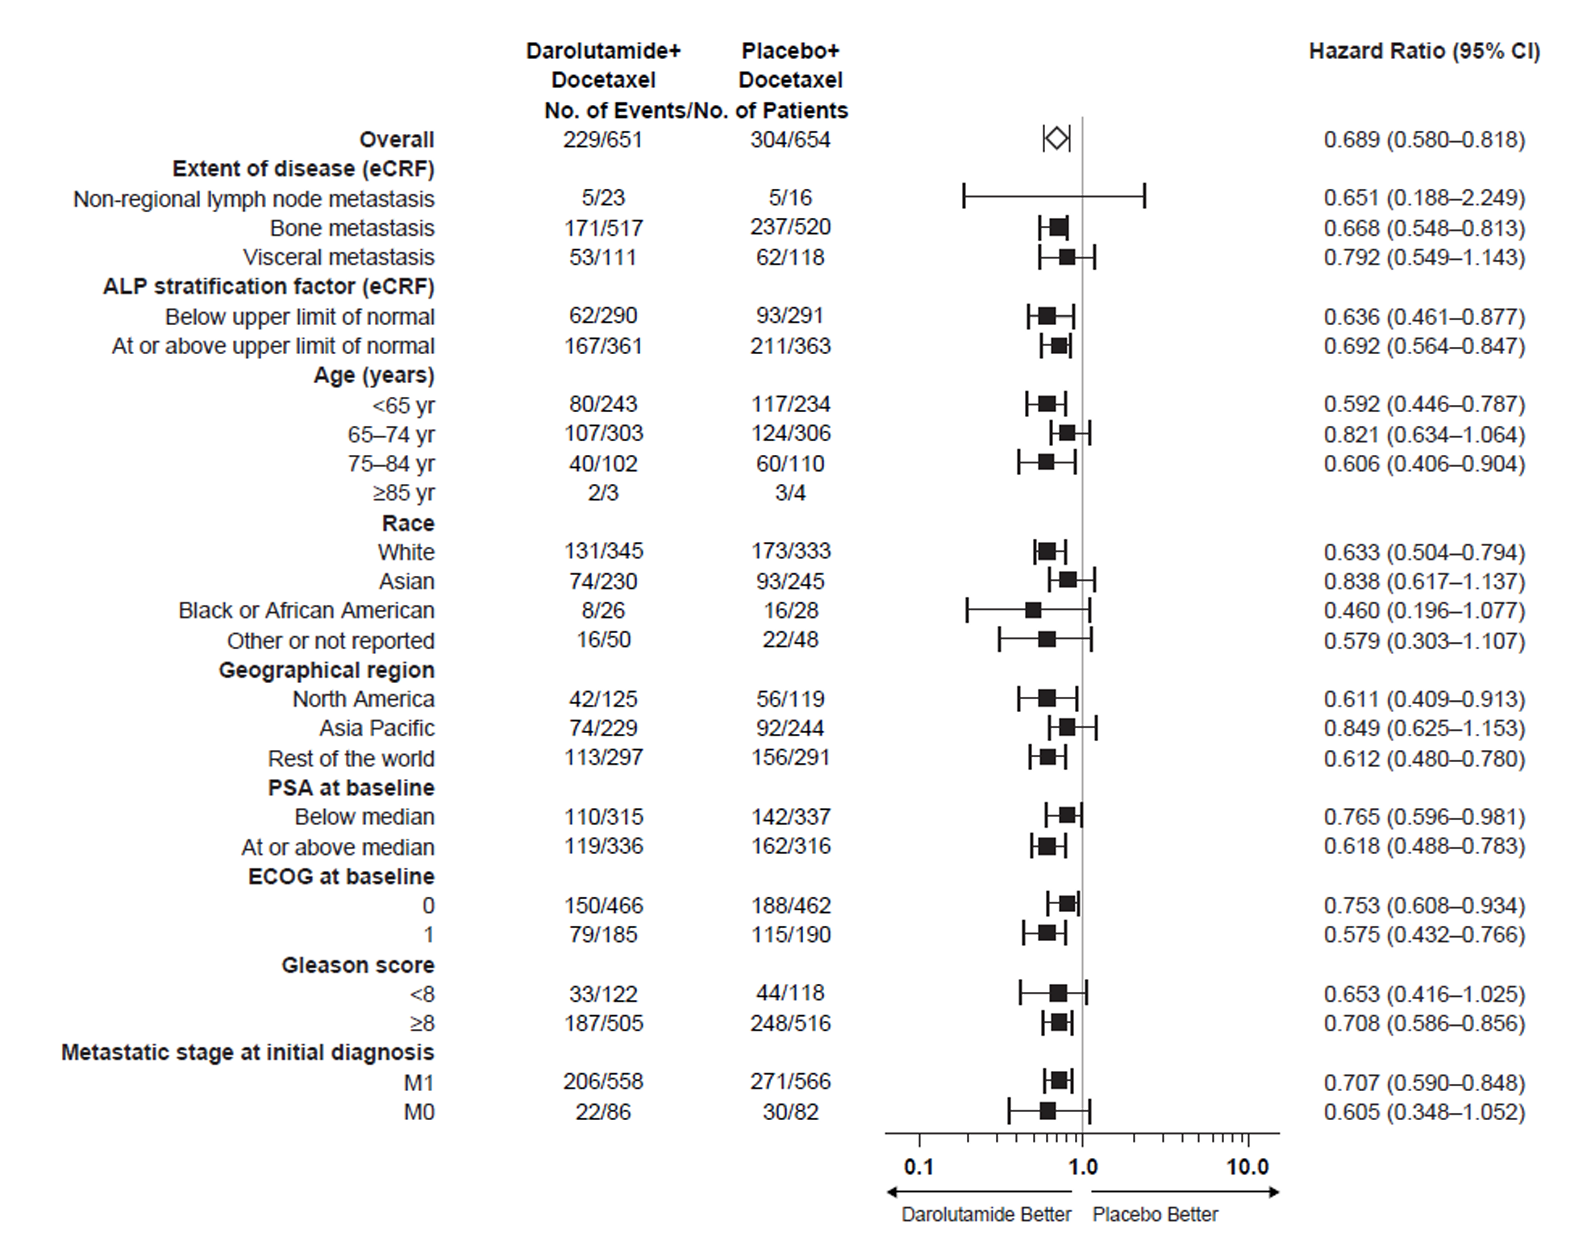 Darolutamide+ Placebo+ Hazard Ratio (95% CI)
Docetaxel Docetaxel
No. of Events/No. of Patients
Overall 229/651 304/654 0.689 (0.580–0.818)
Extent of disease (eCRF)
Non-regional lymph node metastasis 5/23 5/16 0.651 (0.188–2.249)
Bone metastasis 171/517 237/520 0.668 (0.548–0.813)
Visceral metastasis 53/111 62/118 0.792 (0.549–1.143)
ALP stratification factor (eCRF)
Below upper limit of normal 62/290 93/291 0.636 (0.461–0.877)
At or above upper limit of normal 167/361 211/363 0.692 (0.564–0.847)
Age (years)
<65 yr 80/243 117/234 0.592 (0.446–0.787)
65–74 yr 107/303 124/306 0.821 (0.634–1.064)
75–84 yr 40/102 60/110 0.606 (0.406–0.904)
≥85 yr 2/3 3/4
Race
White 131/345 173/333 0.633 (0.504–0.794)
Asian 74/230 93/245 0.838 (0.617–1.137)
Black or African American 8/26 16/28 0.460 (0.196–1.077)
Other or not reported 16/50 22/48 0.579 (0.303–1.107)
Geographical region
North America 42/125 56/119 0.611 (0.409–0.913)
Asia Pacific 74/229 92/244 0.849 (0.625–1.153)
Rest of the world 113/297 156/291 0.612 (0.480–0.780)
PSA at baseline
Below median 110/315 142/337 0.765 (0.596–0.981)
At or above median 119/336 162/316 0.618 (0.488–0.783)
ECOG at baseline
0 150/466 188/462 0.753 (0.608–0.934)
1 79/185 115/190 0.575 (0.432–0.766)
Gleason score
<8 33/122 44/118 0.653 (0.416–1.025)
≥8 187/505 248/516 0.708 (0.586–0.856)
Metastatic stage at initial diagnosis
M1 206/558 271/566 0.707 (0.590–0.848)
M0 22/86 30/82 0.605 (0.348–1.052)
0.1 1.0 10.0
Darolutamide Better Placebo Better